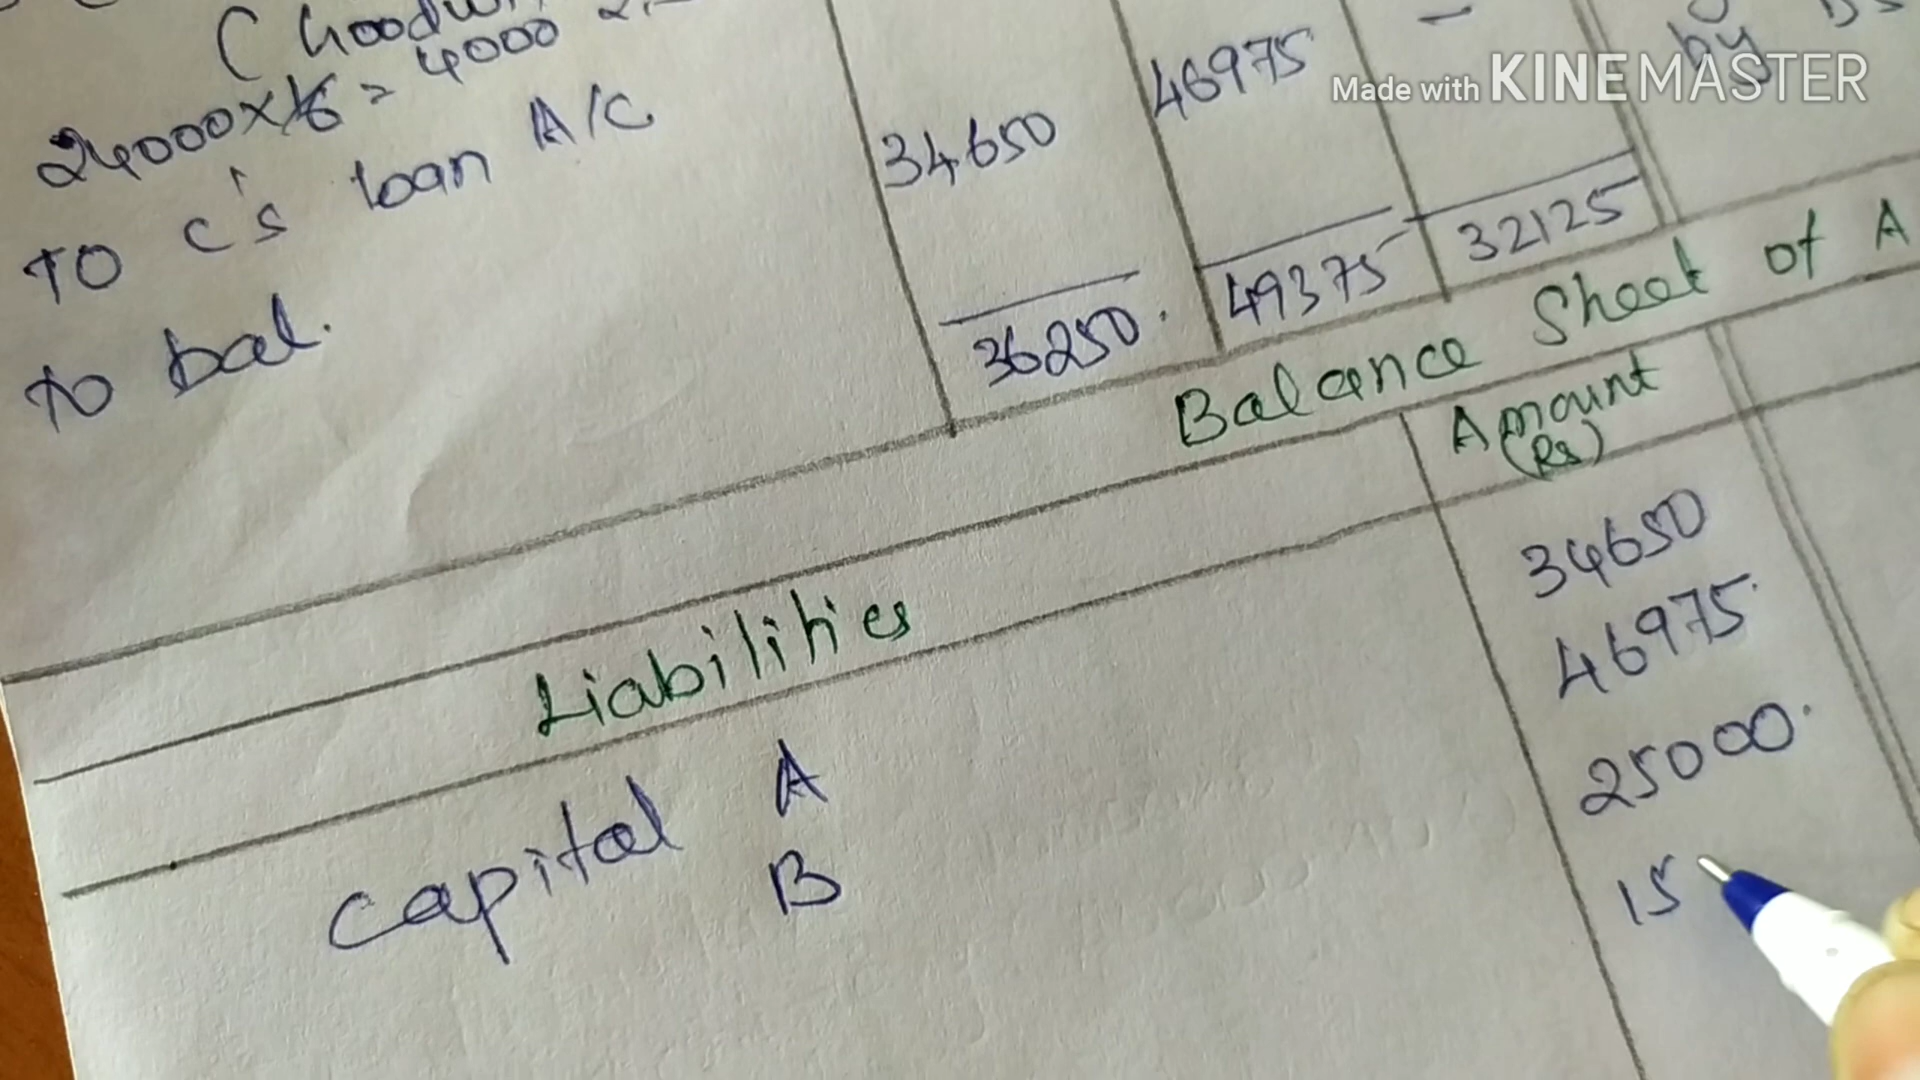 (Goodwi
24000×1/6 = 4000
46975
Made with KINEMASTER
by
To C's loan A/C
34650
To bal.
36250
49375
32125
Balance Sheet of A
Liabilities
Amount
(Rs)
Capital A
34650
B
46975
25000
15